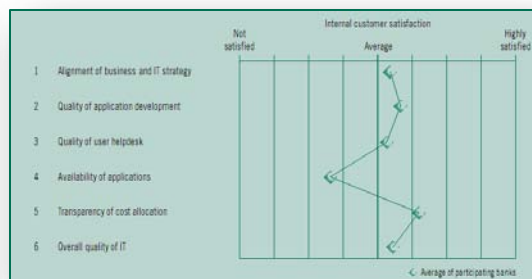 Internal customer satisfaction
Not satisfied
Average
Highly satisfied
1 Alignment of business and IT strategy
2 Quality of application development
3 Quality of user helpdesk
4 Availability of applications
5 Transparency of cost allocation
6 Overall quality of IT
Average of participating banks